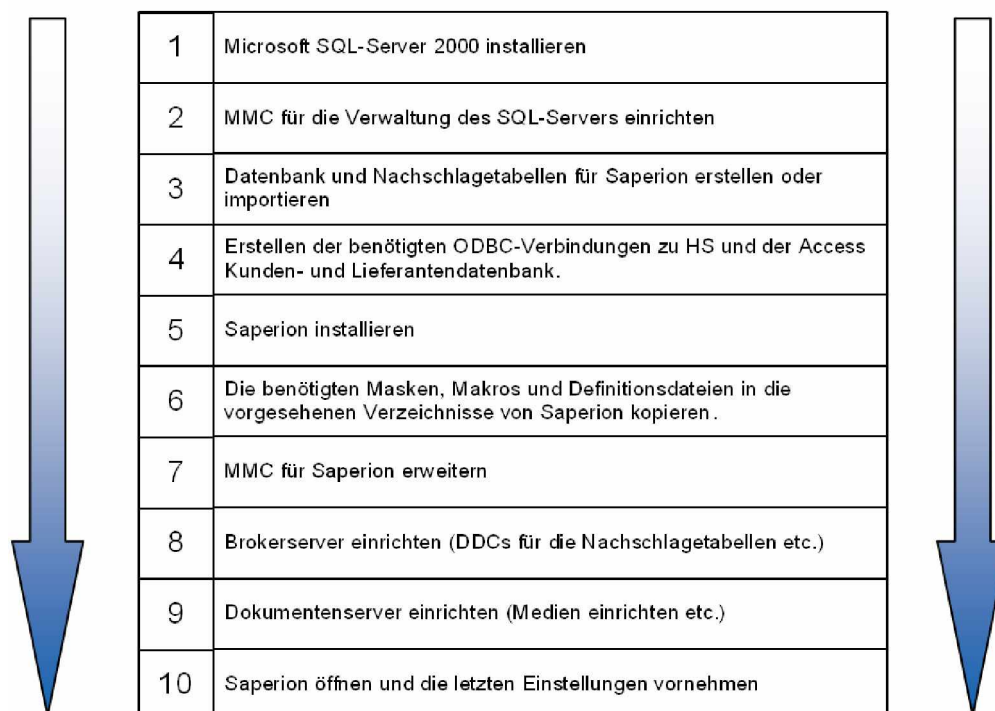 1 Microsoft SQL-Server 2000 installieren
2 MMC für die Verwaltung des SQL-Servers einrichten
3 Datenbank und Nachschlagetabellen für Saperion erstellen oder
importieren
4 Erstellen der benötigten ODBC-Verbindungen zu HS und der Access
Kunden- und Lieferantendatenbank.
5 Saperion installieren
6 Die benötigten Masken, Makros und Definitionsdateien in die
vorgesehenen Verzeichnisse von Saperion kopieren.
7 MMC für Saperion erweitern
8 Brokerserver einrichten (DDCs für die Nachschlagetabellen etc.)
9 Dokumentenserver einrichten (Medien einrichten etc.)
10 Saperion öffnen und die letzten Einstellungen vornehmen